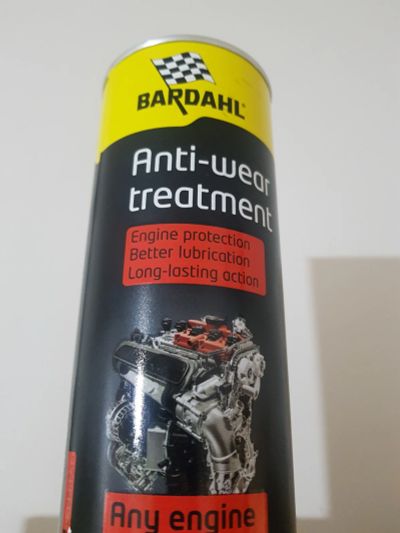 BARDAHL
Anti-wear
treatment
Engine protection
Better lubrication
Long-lasting action
Any engine